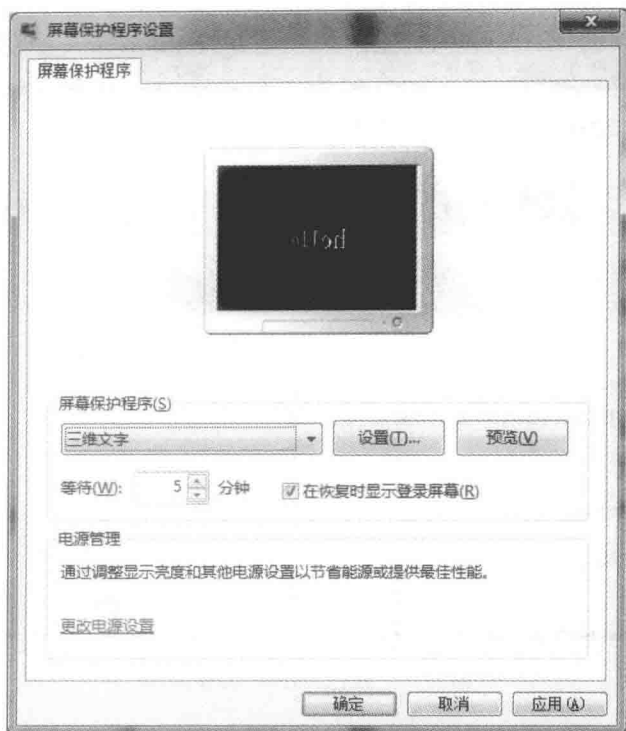 屏幕保护程序设置
屏幕保护程序
hello
屏幕保护程序(S)
三维文字
设置(T)...
预览(V)
等待(W): 5 分钟 在恢复时显示登录屏幕(R)
电源管理
通过调整显示亮度和其他电源设置以节省能源或提供最佳性能。
更改电源设置
确定
取消
应用(A)